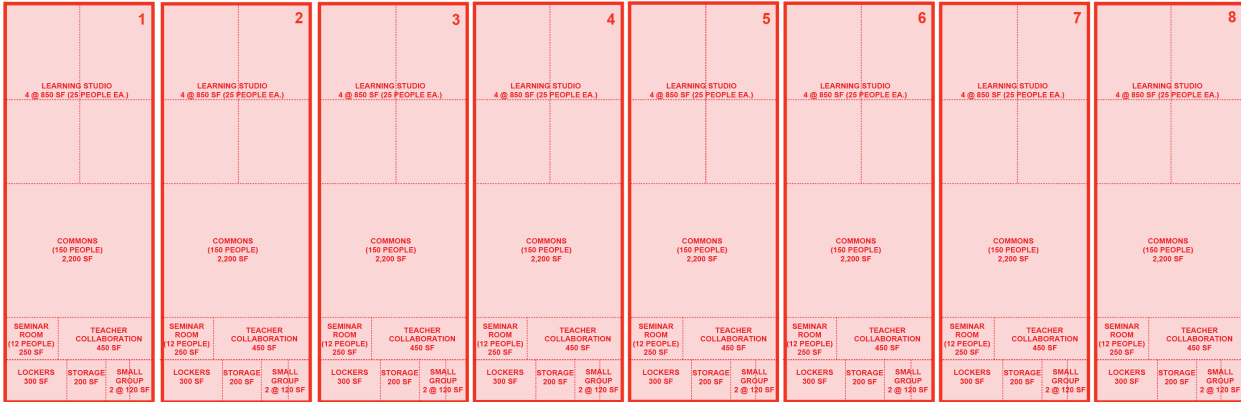 1
LEARNING STUDIO
4 @ 850 SF (25 PEOPLE EA.)
COMMONS
(150 PEOPLE)
2,200 SF
SEMINAR
ROOM
(12 PEOPLE)
250 SF
TEACHER
COLLABORATION
450 SF
LOCKERS
300 SF
STORAGE
200 SF
SMALL
GROUP
2 @ 120 SF
2
LEARNING STUDIO
4 @ 850 SF (25 PEOPLE EA.)
COMMONS
(150 PEOPLE)
2,200 SF
SEMINAR
ROOM
(12 PEOPLE)
250 SF
TEACHER
COLLABORATION
450 SF
LOCKERS
300 SF
STORAGE
200 SF
SMALL
GROUP
2 @ 120 SF
3
LEARNING STUDIO
4 @ 850 SF (25 PEOPLE EA.)
COMMONS
(150 PEOPLE)
2,200 SF
SEMINAR
ROOM
(12 PEOPLE)
250 SF
TEACHER
COLLABORATION
450 SF
LOCKERS
300 SF
STORAGE
200 SF
SMALL
GROUP
2 @ 120 SF
4
LEARNING STUDIO
4 @ 850 SF (25 PEOPLE EA.)
COMMONS
(150 PEOPLE)
2,200 SF
SEMINAR
ROOM
(12 PEOPLE)
250 SF
TEACHER
COLLABORATION
450 SF
LOCKERS
300 SF
STORAGE
200 SF
SMALL
GROUP
2 @ 120 SF
5
LEARNING STUDIO
4 @ 850 SF (25 PEOPLE EA.)
COMMONS
(150 PEOPLE)
2,200 SF
SEMINAR
ROOM
(12 PEOPLE)
250 SF
TEACHER
COLLABORATION
450 SF
LOCKERS
300 SF
STORAGE
200 SF
SMALL
GROUP
2 @ 120 SF
6
LEARNING STUDIO
4 @ 850 SF (25 PEOPLE EA.)
COMMONS
(150 PEOPLE)
2,200 SF
SEMINAR
ROOM
(12 PEOPLE)
250 SF
TEACHER
COLLABORATION
450 SF
LOCKERS
300 SF
STORAGE
200 SF
SMALL
GROUP
2 @ 120 SF
7
LEARNING STUDIO
4 @ 850 SF (25 PEOPLE EA.)
COMMONS
(150 PEOPLE)
2,200 SF
SEMINAR
ROOM
(12 PEOPLE)
250 SF
TEACHER
COLLABORATION
450 SF
LOCKERS
300 SF
STORAGE
200 SF
SMALL
GROUP
2 @ 120 SF
8
LEARNING STUDIO
4 @ 850 SF (25 PEOPLE EA.)
COMMONS
(150 PEOPLE)
2,200 SF
SEMINAR
ROOM
(12 PEOPLE)
250 SF
TEACHER
COLLABORATION
450 SF
LOCKERS
300 SF
STORAGE
200 SF
SMALL
GROUP
2 @ 120 SF